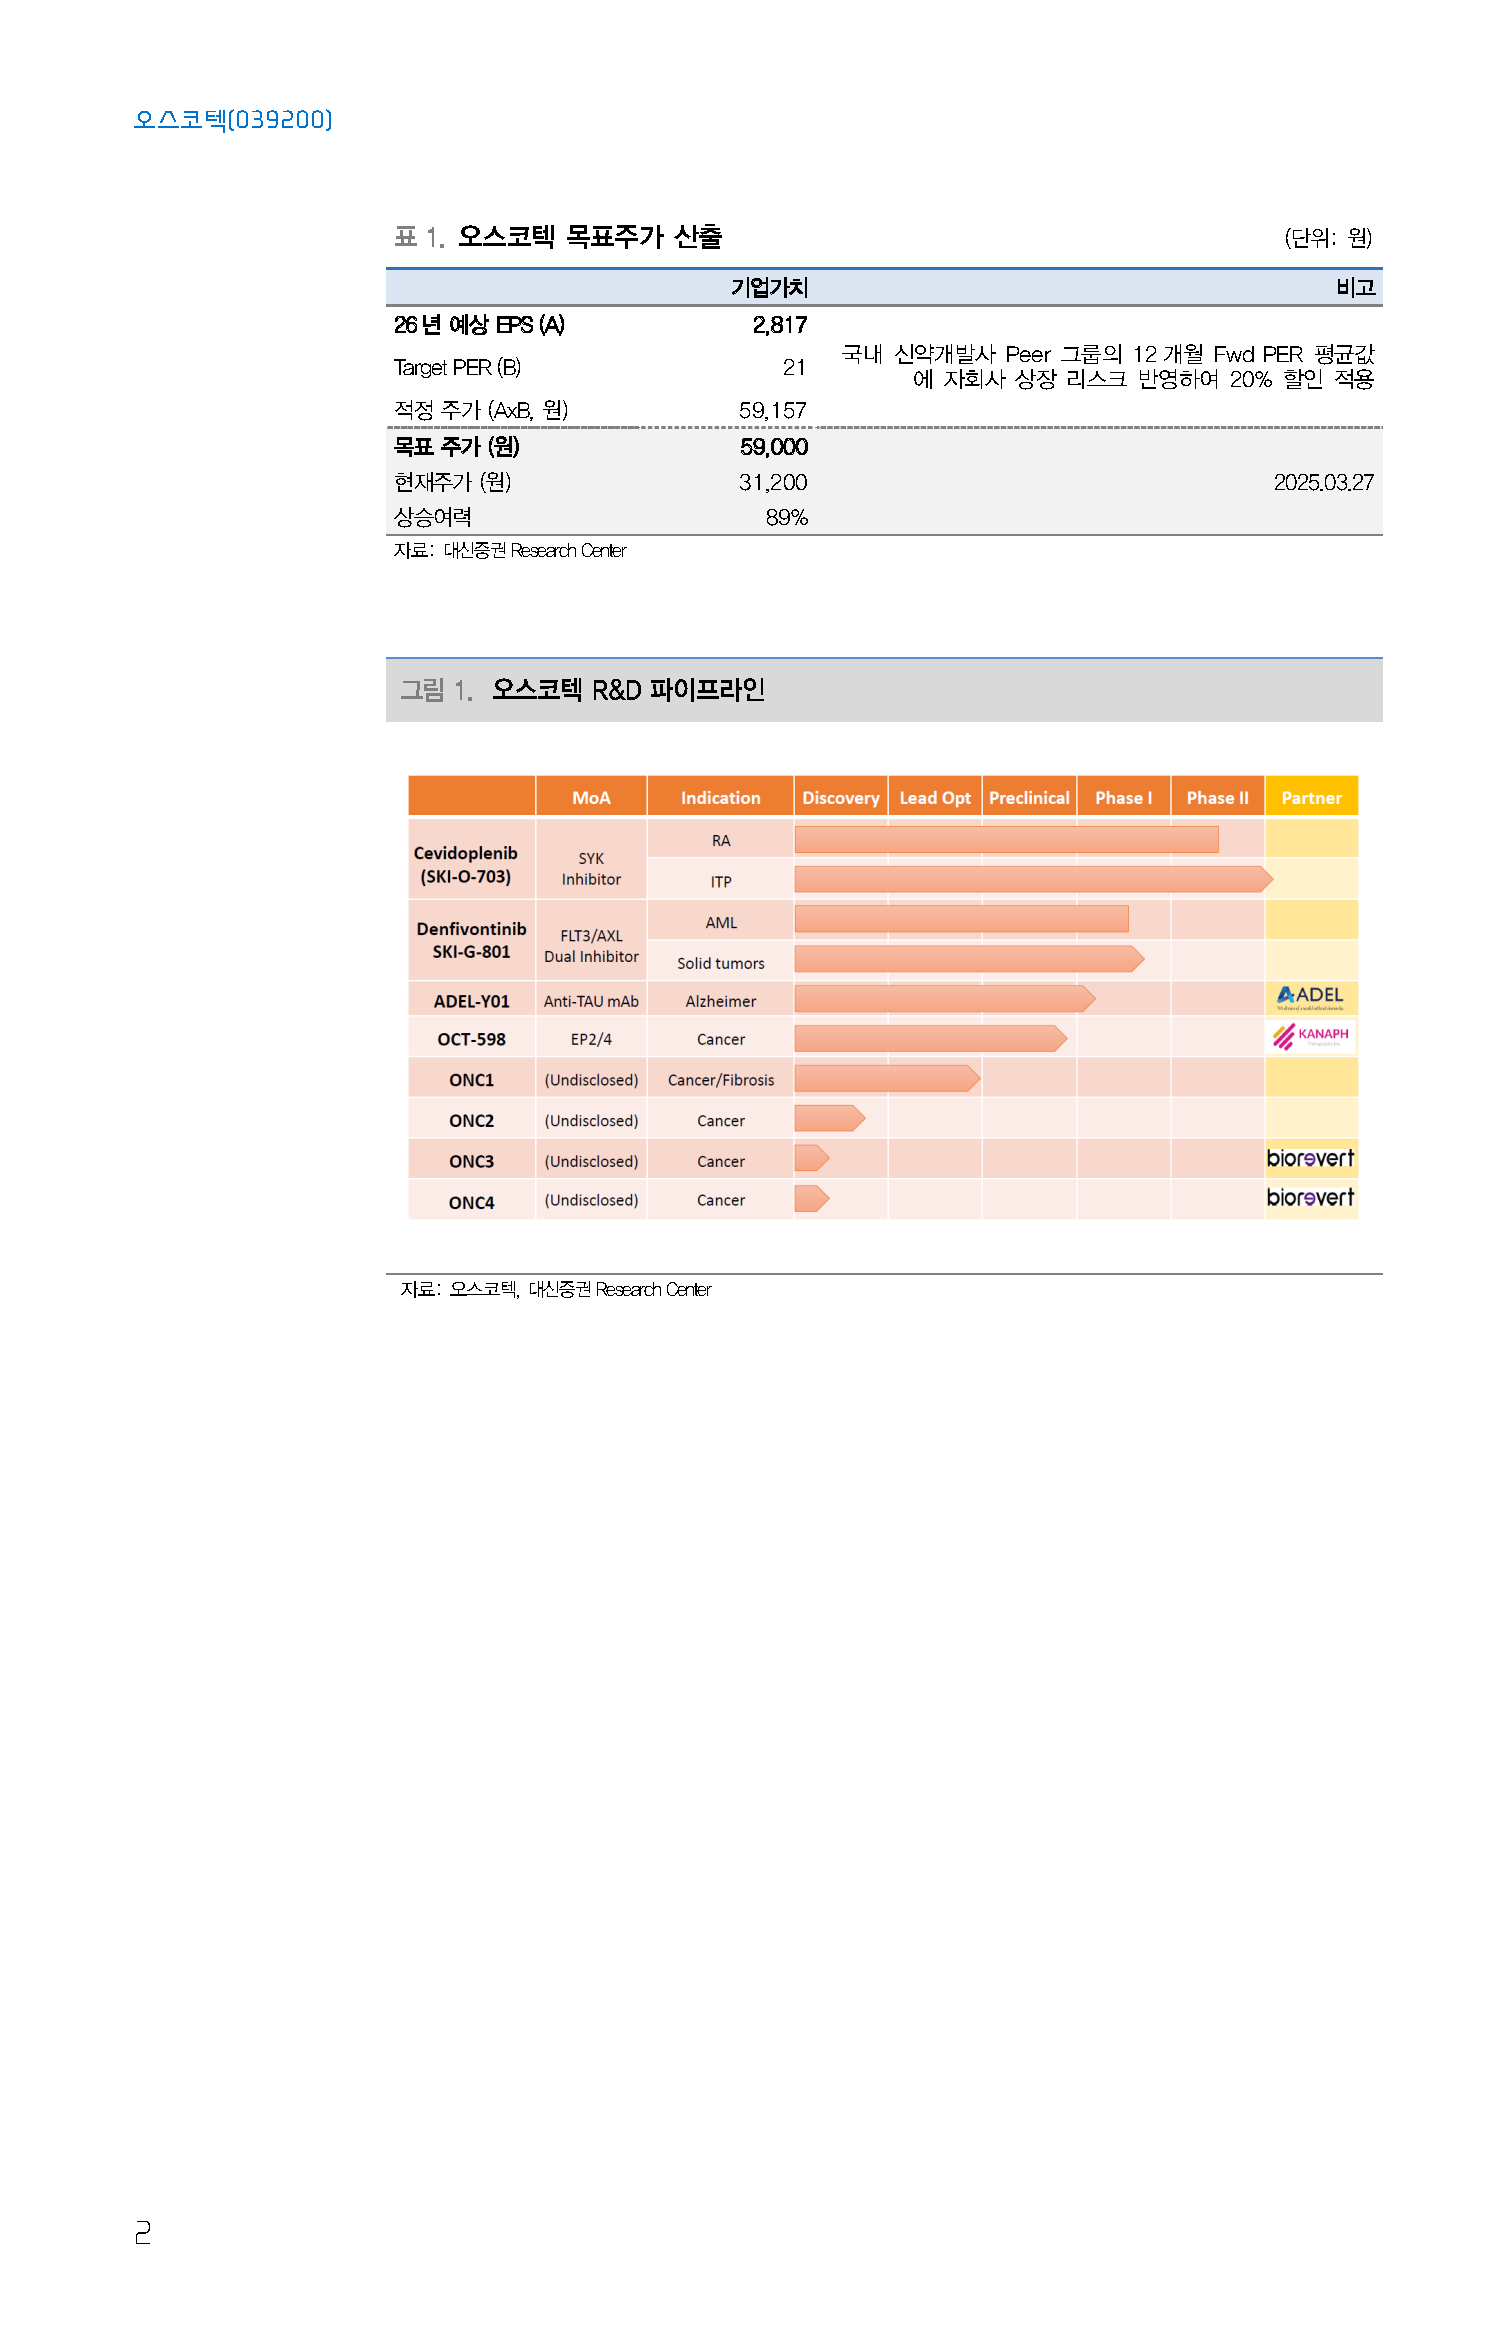 오스코텍(039200)
표 1. 오스코텍 목표주가 산출 (단위: 원)
기업가치 비고
26년 예상 EPS (A) 2,817
Target PER (B) 21 국내 신약개발사 Peer 그룹의 12개월 Fwd PER 평균값
에 자회사 상장 리스크 반영하여 20% 할인 적용
적정 주가 (AxB, 원) 59,157
목표 주가 (원) 59,000
현재주가 (원) 31,200 2025.03.27
상승여력 89%
자료: 대신증권 Research Center
그림 1. 오스코텍 R&D 파이프라인
MoA Indication Discovery Lead Opt Preclinical Phase I Phase II Partner
Cevidoplenib
(SKI-O-703)
SYK
Inhibitor
RA
ITP
Denfivontinib
SKI-G-801
FLT3/AXL
Dual Inhibitor
AML
Solid tumors
ADEL-Y01 Anti-TAU mAb Alzheimer ADEL
OCT-598 EP2/4 Cancer KANAPH
ONC1 (Undisclosed) Cancer/Fibrosis
ONC2 (Undisclosed) Cancer
ONC3 (Undisclosed) Cancer biorevert
ONC4 (Undisclosed) Cancer biorevert
자료: 오스코텍, 대신증권 Research Center
2